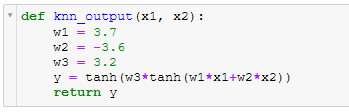 def knn_output(x1, x2):
    w1 = 3.7
    w2 = -3.6
    w3 = 3.2
    y = tanh(w3*tanh(w1*x1+w2*x2))
    return y